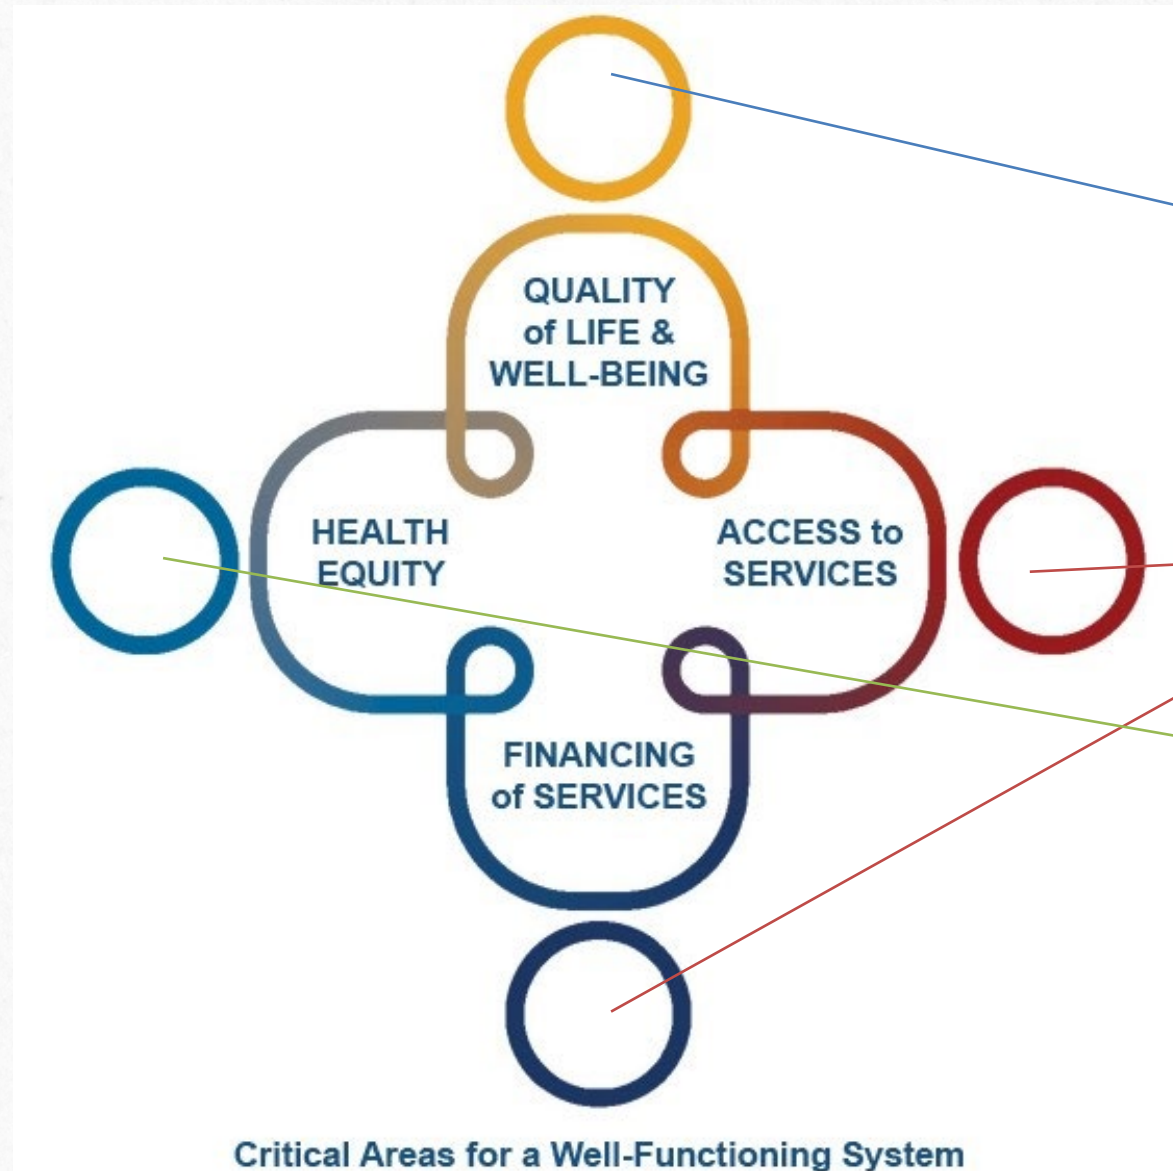 QUALITY
of LIFE &
WELL-BEING
HEALTH
EQUITY
ACCESS to
SERVICES
FINANCING
of SERVICES
Critical Areas for a Well-Functioning System